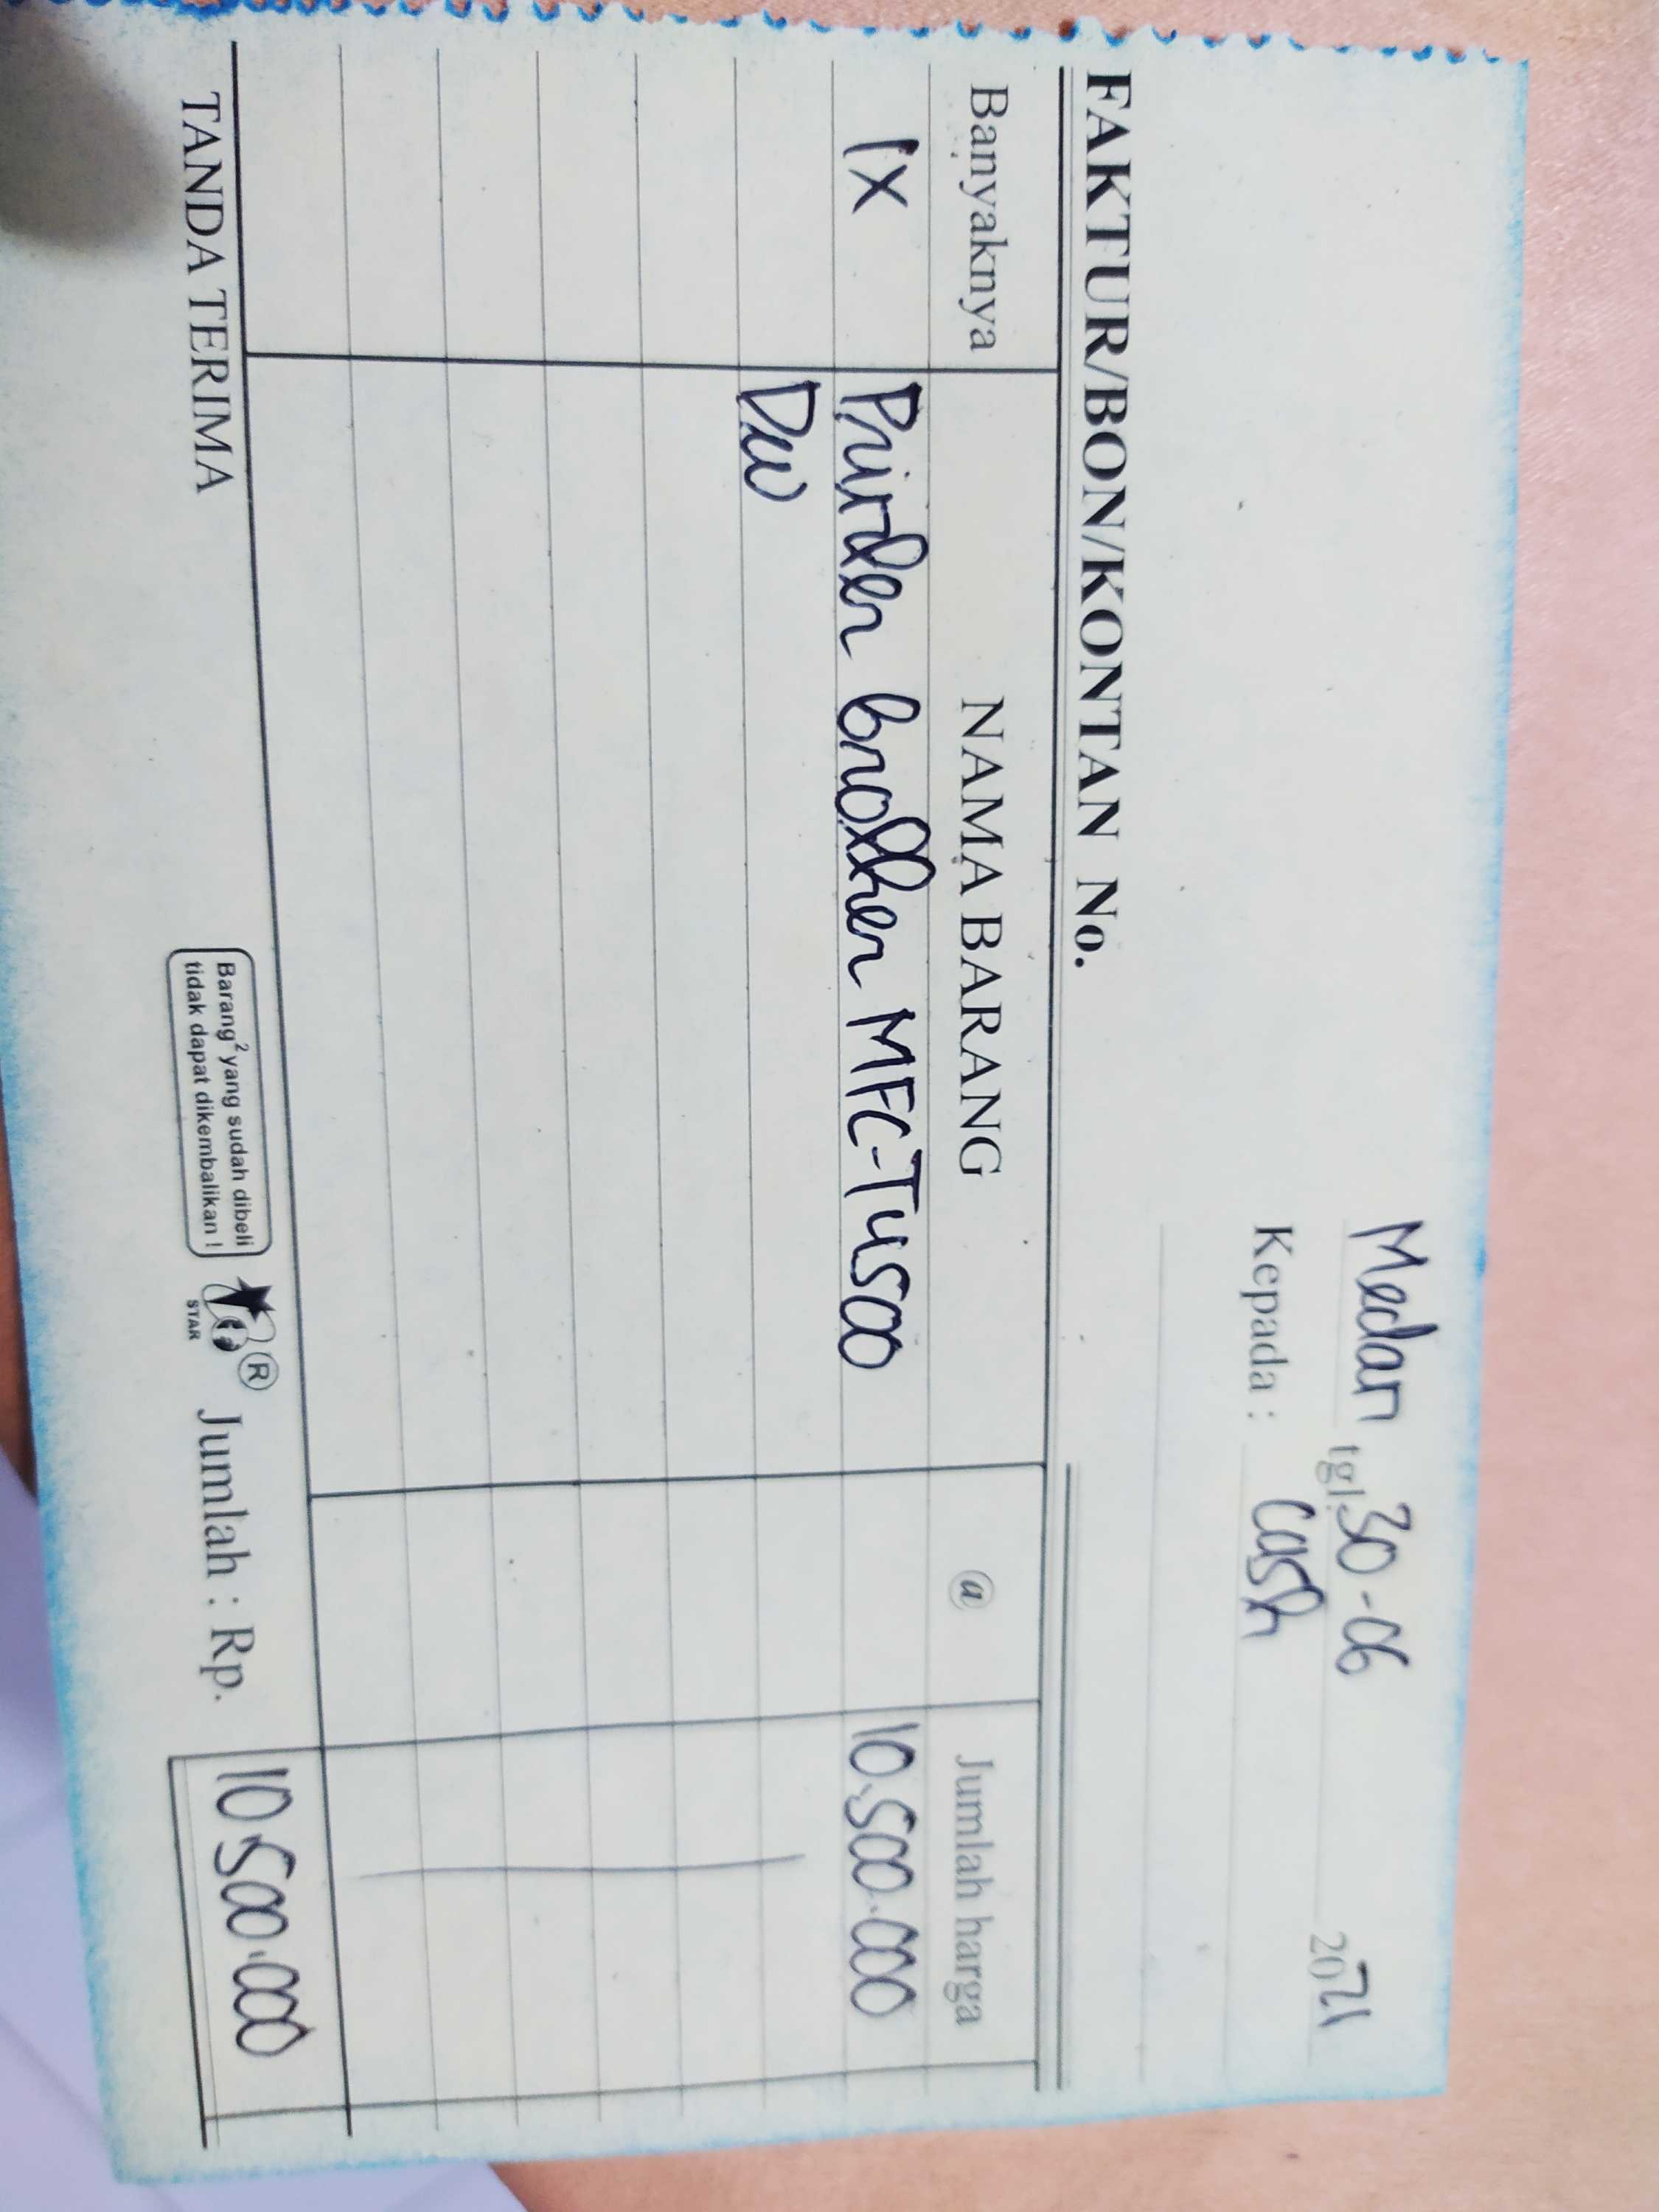 Medan tgl. 30-06 2021
Kepada : Cash
FAKTUR/BON/KONTAN No.
Banyaknya NAMA BARANG @ Jumlah harga
1x Printer brother MFC-T4500 10.500.000
DW
TANDA TERIMA
Barang² yang sudah dibeli
tidak dapat dikembalikan !
STAR
®
Jumlah : Rp. 10.500.000